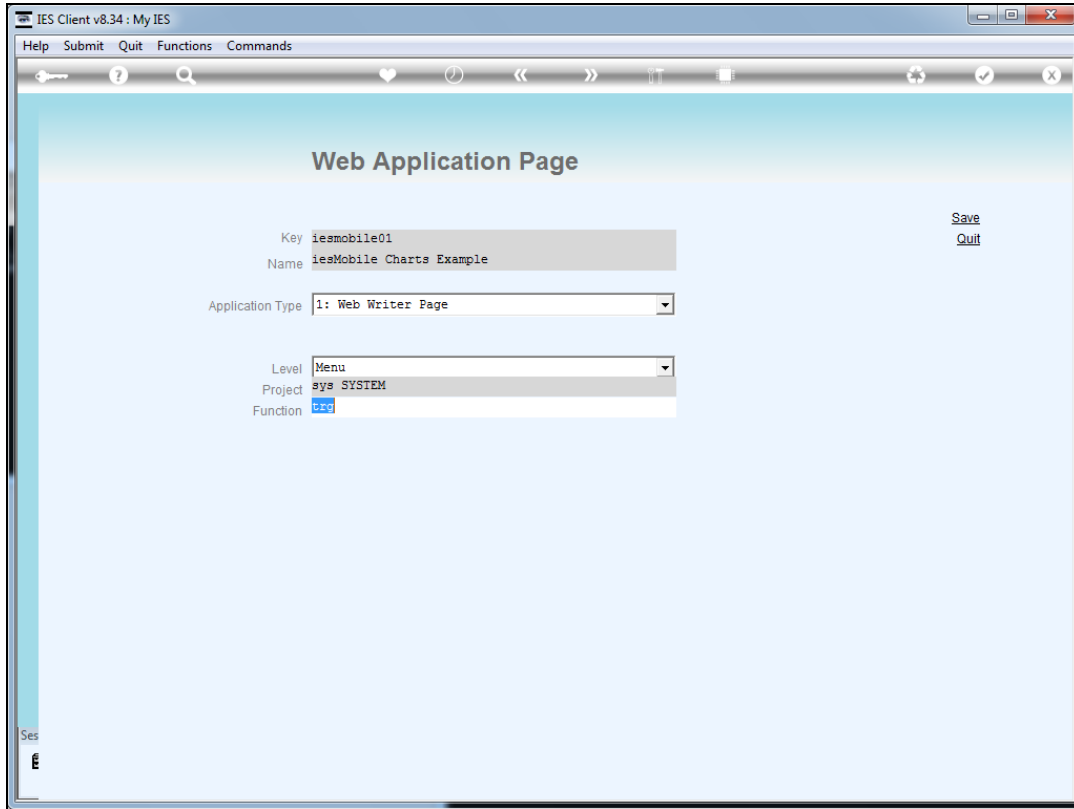 IES Client v8.34 : My IES
Help Submit Quit Functions Commands
Web Application Page
Save
Key iesmobile01
Quit
Name iesMobile Charts Example
Application Type 1: Web Writer Page
Level Menu
Project sys SYSTEM
Function trg
Ses